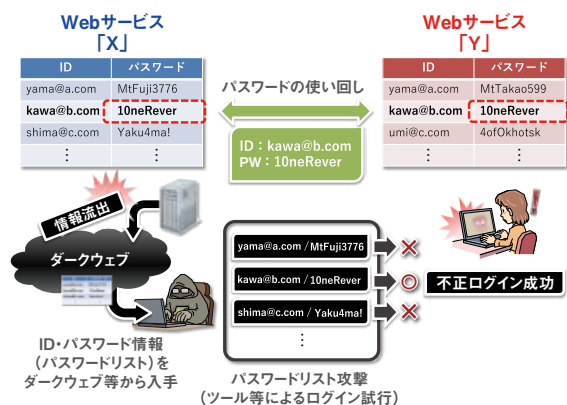 Webサービス
「X」
Webサービス
「Y」
ID パスワード
yama@a.com MtFuji3776
kawa@b.com 10neRever
shima@c.com Yaku4ma!
⋮ ⋮
パスワードの使い回し
ID：kawa@b.com
PW：10neRever
ID パスワード
yama@a.com MtTakao599
kawa@b.com 10neRever
umi@c.com 4ofOkhotsk
⋮ ⋮
情報流出
ダークウェブ
ID・パスワード情報
（パスワードリスト）を
ダークウェブ等から入手
yama@a.com / MtFuji3776 ×
kawa@b.com / 10neRever ○
shima@c.com / Yaku4ma! ×
⋮
不正ログイン成功
パスワードリスト攻撃
（ツール等によるログイン試行）